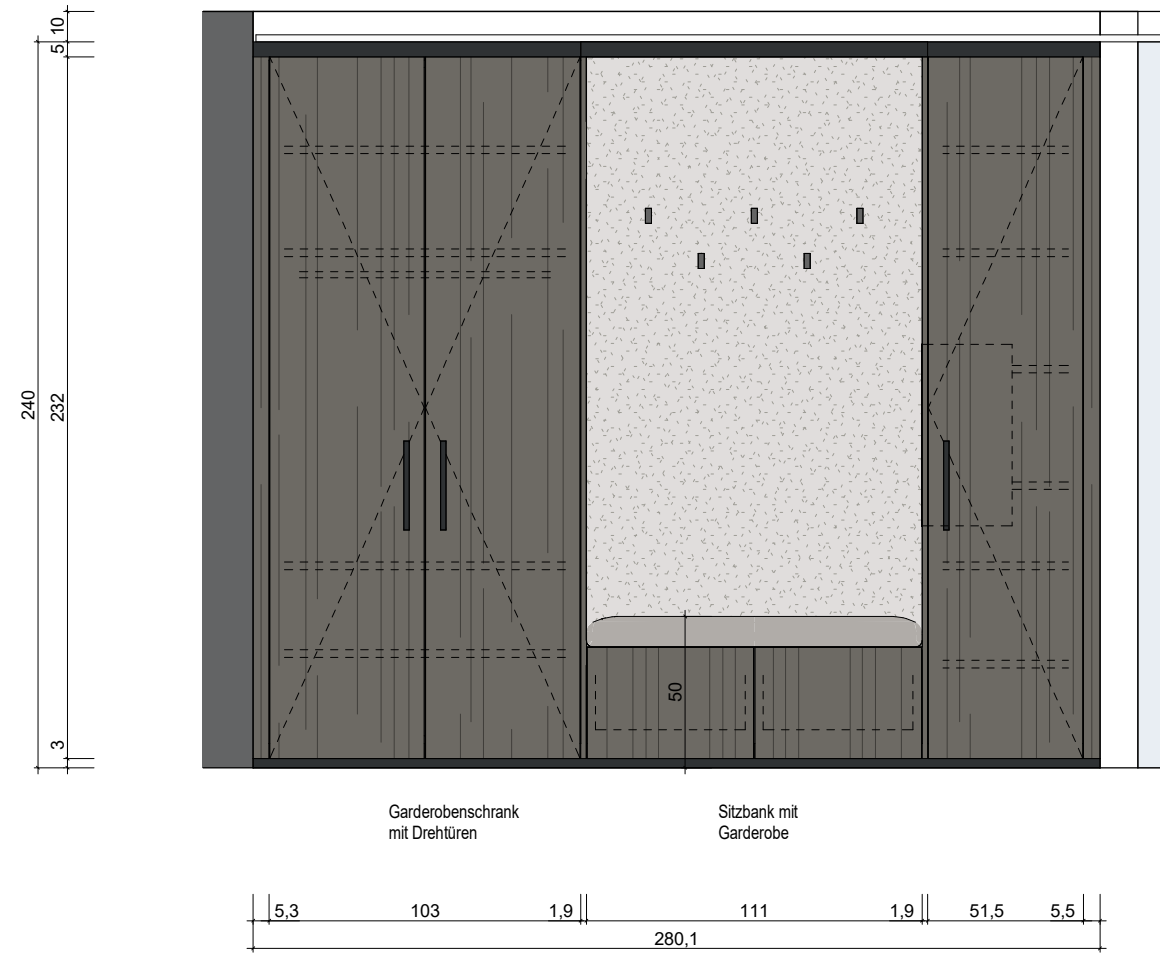 10
5
240
232
3
50
Garderobenschrank
mit Drehtüren
Sitzbank mit
Garderobe
5,3 103 1,9 111 1,9 51,5 5,5
280,1